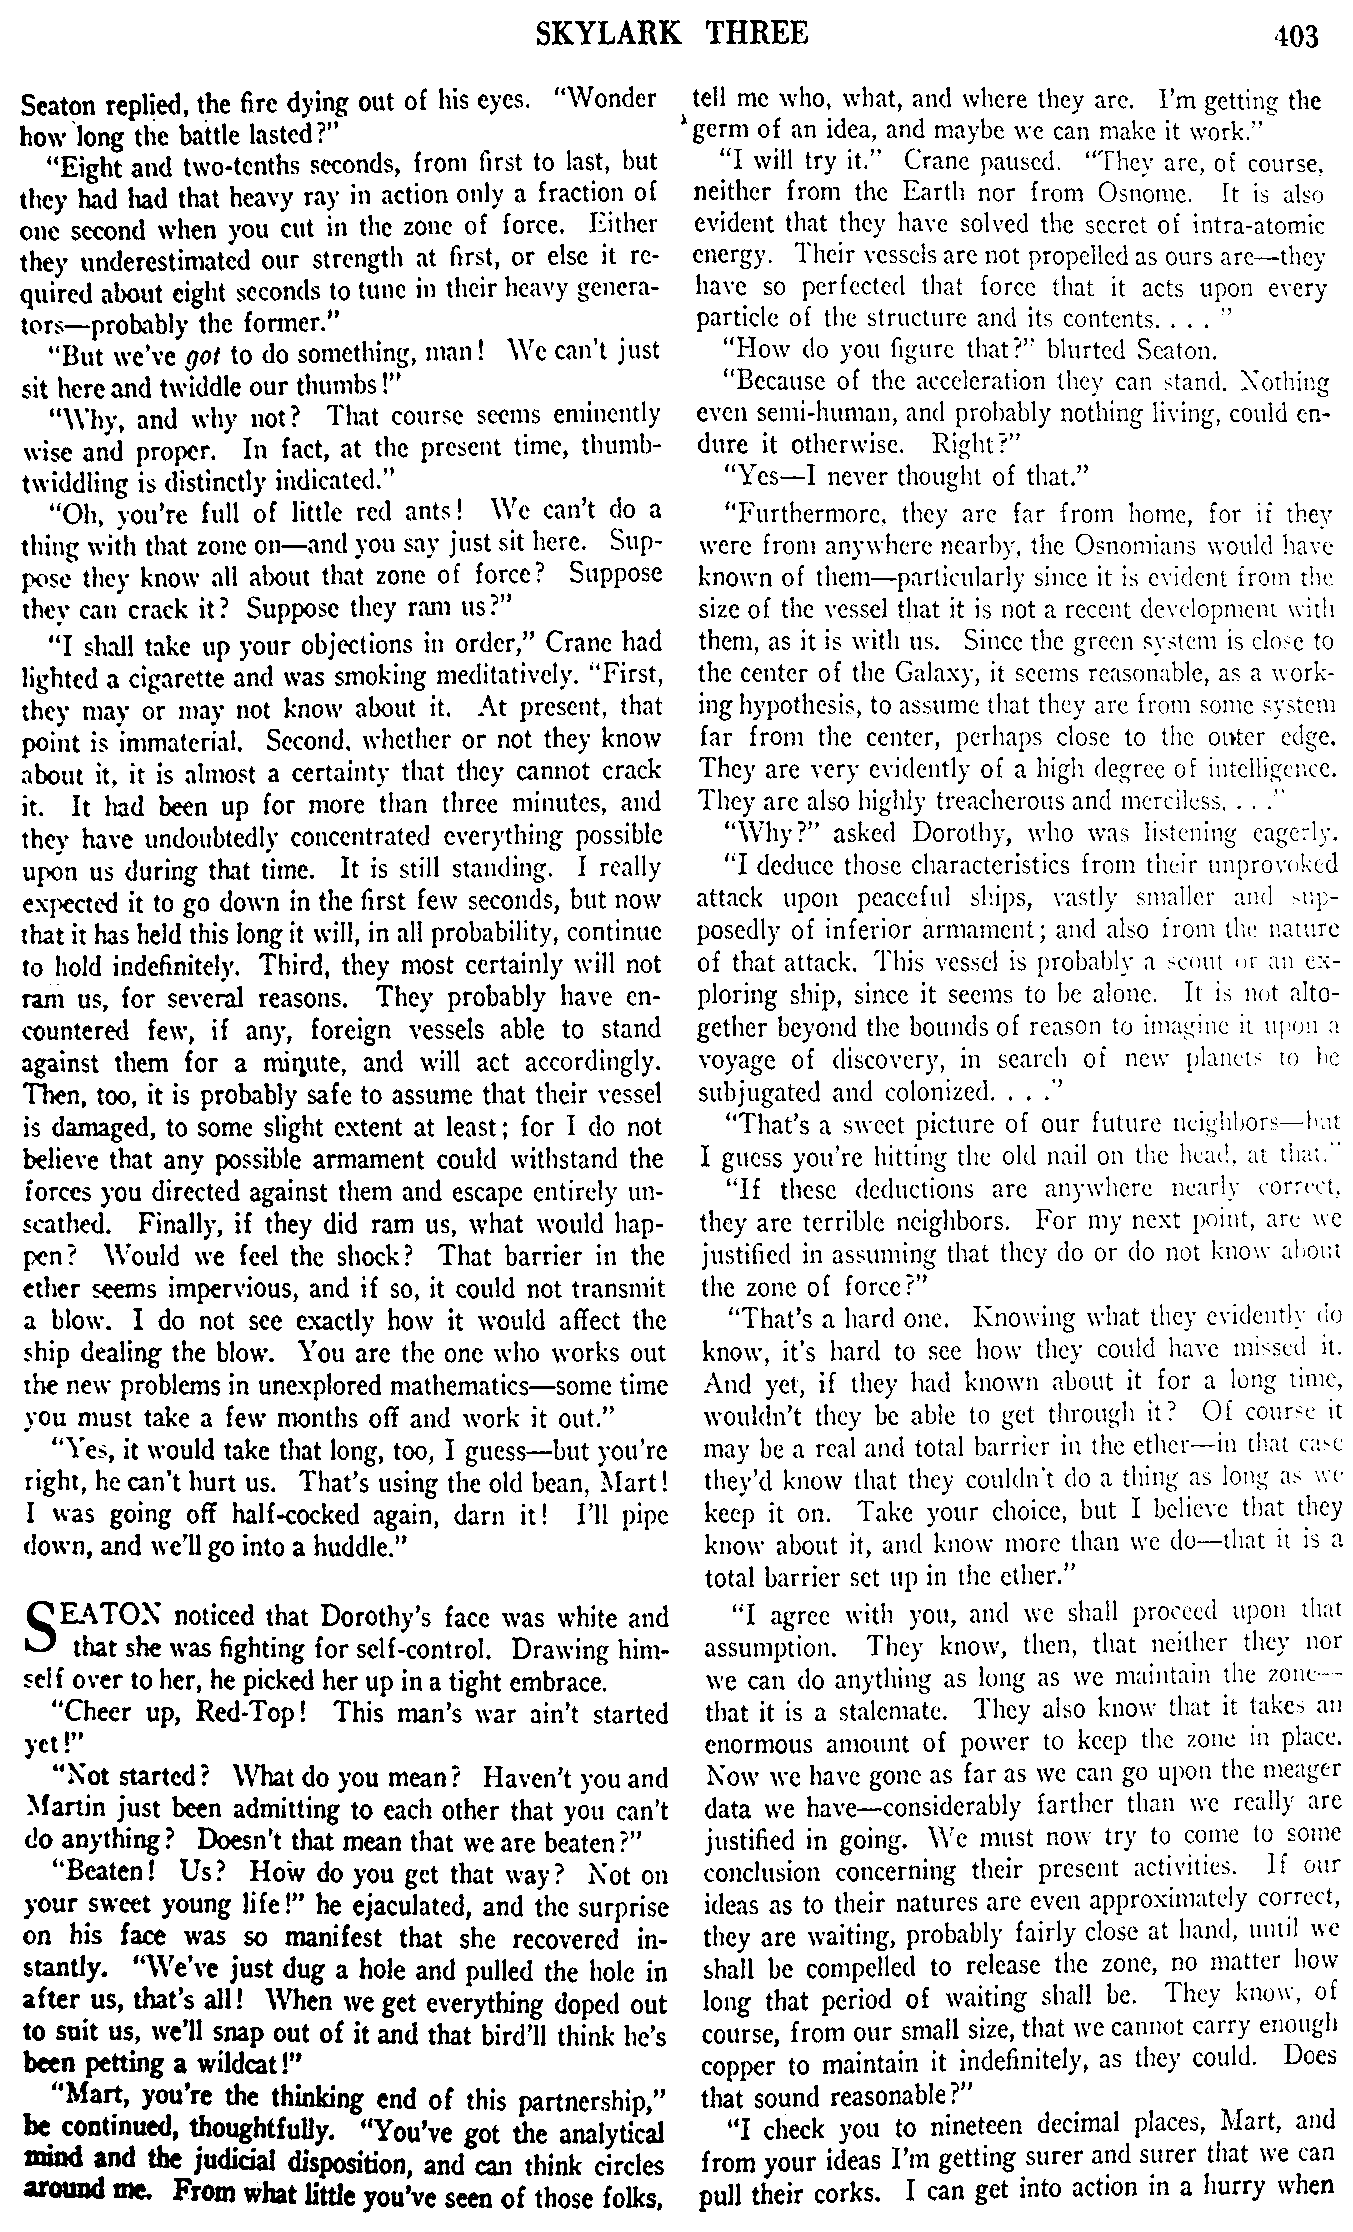 SKYLARK THREE
403
Seaton replied, the fire dying out of his eyes. "Wonder
how long the battle lasted?"
"Eight and two-tenths seconds, from first to last, but
they had had that heavy ray in action only a fraction of
one second when you cut in the zone of force. Either
they underestimated our strength at first, or else it re-
quired about eight seconds to tune in their heavy genera-
tors—probably the former."
"But we've got to do something, man! We can't just
sit here and twiddle our thumbs!"
"Why, and why not? That course seems eminently
wise and proper. In fact, at the present time, thumb-
twiddling is distinctly indicated."
"Oh, you're full of little red ants! We can't do a
thing with that zone on—and you say just sit here. Sup-
pose they know all about that zone of force? Suppose
they can crack it? Suppose they ram us?"
"I shall take up your objections in order," Crane had
lighted a cigarette and was smoking meditatively. "First,
they may or may not know about it. At present, that
point is immaterial. Second, whether or not they know
about it, it is almost a certainty that they cannot crack
it. It had been up for more than three minutes, and
they have undoubtedly concentrated everything possible
upon us during that time. It is still standing. I really
expected it to go down in the first few seconds, but now
that it has held this long it will, in all probability, continue
to hold indefinitely. Third, they most certainly will not
ram us, for several reasons. They probably have en-
countered few, if any, foreign vessels able to stand
against them for a minute, and will act accordingly.
Then, too, it is probably safe to assume that their vessel
is damaged, to some slight extent at least; for I do not
believe that any possible armament could withstand the
forces you directed against them and escape entirely un-
scathed. Finally, if they did ram us, what would hap-
pen? Would we feel the shock? That barrier in the
ether seems impervious, and if so, it could not transmit
a blow. I do not see exactly how it would affect the
ship dealing the blow. You are the one who works out
the new problems in unexplored mathematics—some time
you must take a few months off and work it out."
"Yes, it would take that long, too, I guess—but you're
right, he can't hurt us. That's using the old bean, Mart!
I was going off half-cocked again, darn it! I'll pipe
down, and we'll go into a huddle."
SEATON noticed that Dorothy's face was white and
that she was fighting for self-control. Drawing him-
self over to her, he picked her up in a tight embrace.
"Cheer up, Red-Top! This man's war ain't started
yet!"
"Not started? What do you mean? Haven't you and
Martin just been admitting to each other that you can't
do anything? Doesn't that mean that we are beaten?"
"Beaten! Us? How do you get that way? Not on
your sweet young life!" he ejaculated, and the surprise
on his face was so manifest that she recovered in-
stantly. "We've just dug a hole and pulled the hole in
after us, that's all! When we get everything doped out
to suit us, we'll snap out of it and that bird'll think he's
been petting a wildcat!"
"Mart, you're the thinking end of this partnership,"
he continued, thoughtfully. "You've got the analytical
mind and the judicial disposition, and can think circles
around me. From what little you've seen of those folks,
tell me who, what, and where they are. I'm getting the
germ of an idea, and maybe we can make it work."
"I will try it." Crane paused. "They are, of course,
neither from the Earth nor from Osnome. It is also
evident that they have solved the secret of intra-atomic
energy. Their vessels are not propelled as ours are—they
have so perfected that force that it acts upon every
particle of the structure and its contents. . . . "
"How do you figure that?" blurted Seaton.
"Because of the acceleration they can stand. Nothing
even semi-human, and probably nothing living, could en-
dure it otherwise. Right?"
"Yes—I never thought of that."
"Furthermore, they are far from home, for if they
were from anywhere nearby, the Osnomians would have
known of them—particularly since it is evident from the
size of the vessel that it is not a recent development with
them, as it is with us. Since the green system is close to
the center of the Galaxy, it seems reasonable, as a work-
ing hypothesis, to assume that they are from some system
far from the center, perhaps close to the outer edge.
They are very evidently of a high degree of intelligence.
They are also highly treacherous and merciless. . . ."
"Why?" asked Dorothy, who was listening eagerly.
"I deduce those characteristics from their unprovoked
attack upon peaceful ships, vastly smaller and sup-
posedly of inferior armament; and also from the nature
of that attack. This vessel is probably a scout or an ex-
ploring ship, since it seems to be alone. It is not alto-
gether beyond the bounds of reason to imagine it upon a
voyage of discovery, in search of new planets to be
subjugated and colonized. . . ."
"That's a sweet picture of our future neighbors—but
I guess you're hitting the old nail on the head, at that."
"If these deductions are anywhere nearly correct,
they are terrible neighbors. For my next point, are we
justified in assuming that they do or do not know about
the zone of force?"
"That's a hard one. Knowing what they evidently do
know, it's hard to see how they could have missed it.
And yet, if they had known about it for a long time,
wouldn't they be able to get through it? Of course it
may be a real and total barrier in the ether—in that case
they'd know that they couldn't do a thing as long as we
keep it on. Take your choice, but I believe that they
know about it, and know more than we do—that it is a
total barrier set up in the ether."
"I agree with you, and we shall proceed upon that
assumption. They know, then, that neither they nor
we can do anything as long as we maintain the zone—
that it is a stalemate. They also know that it takes an
enormous amount of power to keep the zone in place.
Now we have gone as far as we can go upon the meager
data we have—considerably farther than we really are
justified in going. We must now try to come to some
conclusion concerning their present activities. If our
ideas as to their natures are even approximately correct,
they are waiting, probably fairly close at hand, until we
shall be compelled to release the zone, no matter how
long that period of waiting shall be. They know, of
course, from our small size, that we cannot carry enough
copper to maintain it indefinitely, as they could. Does
that sound reasonable?"
"I check you to nineteen decimal places, Mart, and
from your ideas I'm getting surer and surer that we can
pull their corks. I can get into action in a hurry when